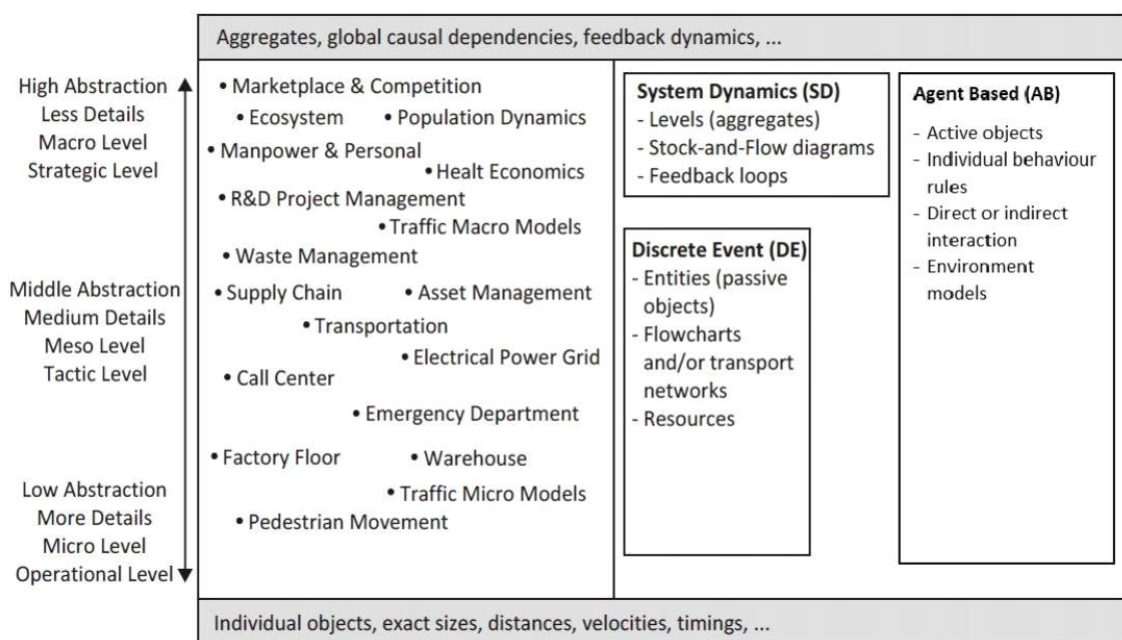 Aggregates, global causal dependencies, feedback dynamics, ...
High Abstraction
Less Details
Macro Level
Strategic Level
Middle Abstraction
Medium Details
Meso Level
Tactic Level
Low Abstraction
More Details
Micro Level
Operational Level
• Marketplace & Competition
• Ecosystem • Population Dynamics
• Manpower & Personal
• Healt Economics
• R&D Project Management
• Traffic Macro Models
• Waste Management
• Supply Chain • Asset Management
• Transportation
• Electrical Power Grid
• Call Center
• Emergency Department
• Factory Floor • Warehouse
• Traffic Micro Models
• Pedestrian Movement
System Dynamics (SD)
- Levels (aggregates)
- Stock-and-Flow diagrams
- Feedback loops
Discrete Event (DE)
- Entities (passive
objects)
- Flowcharts
and/or transport
networks
- Resources
Agent Based (AB)
- Active objects
- Individual behaviour
rules
- Direct or indirect
interaction
- Environment
models
Individual objects, exact sizes, distances, velocities, timings, ...